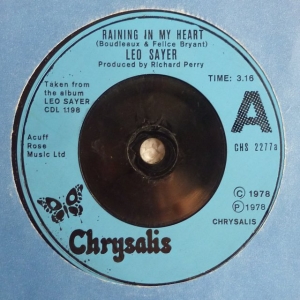 RAINING IN MY HEART
(Boudleaux & Felice Bryant)
LEO SAYER
Produced by Richard Perry
Taken from
the album
LEO SAYER
CDL 1198
TIME: 3.16
A
CHS 2277a
Acuff
Rose
Music Ltd
© 1978
℗ 1978
CHRYSALIS
Chrysalis